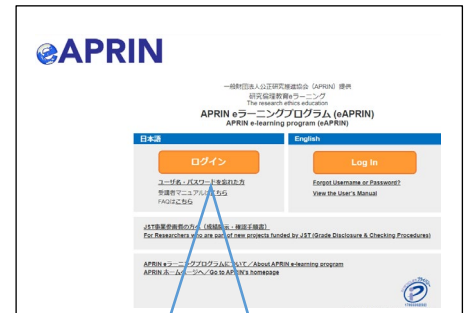 eAPRIN
一般財団法人公正研究推進協会（APRIN）提供
研究倫理教育eラーニング
The research ethics education
APRIN eラーニングプログラム (eAPRIN)
APRIN e-learning program (eAPRIN)
日本語
ログイン
ユーザ名・パスワードを忘れた方
受講者マニュアルはこちら
FAQはこちら
English
Log In
Forgot Username or Password?
View the User's Manual
JST事業参画者の方へ（成績開示・確認手順書）
For Researchers who are part of new projects funded by JST (Grade Disclosure & Checking Procedures)
APRIN eラーニングプログラムについて／About APRIN e-learning program
APRIN ホームページへ／Go to APRIN's homepage